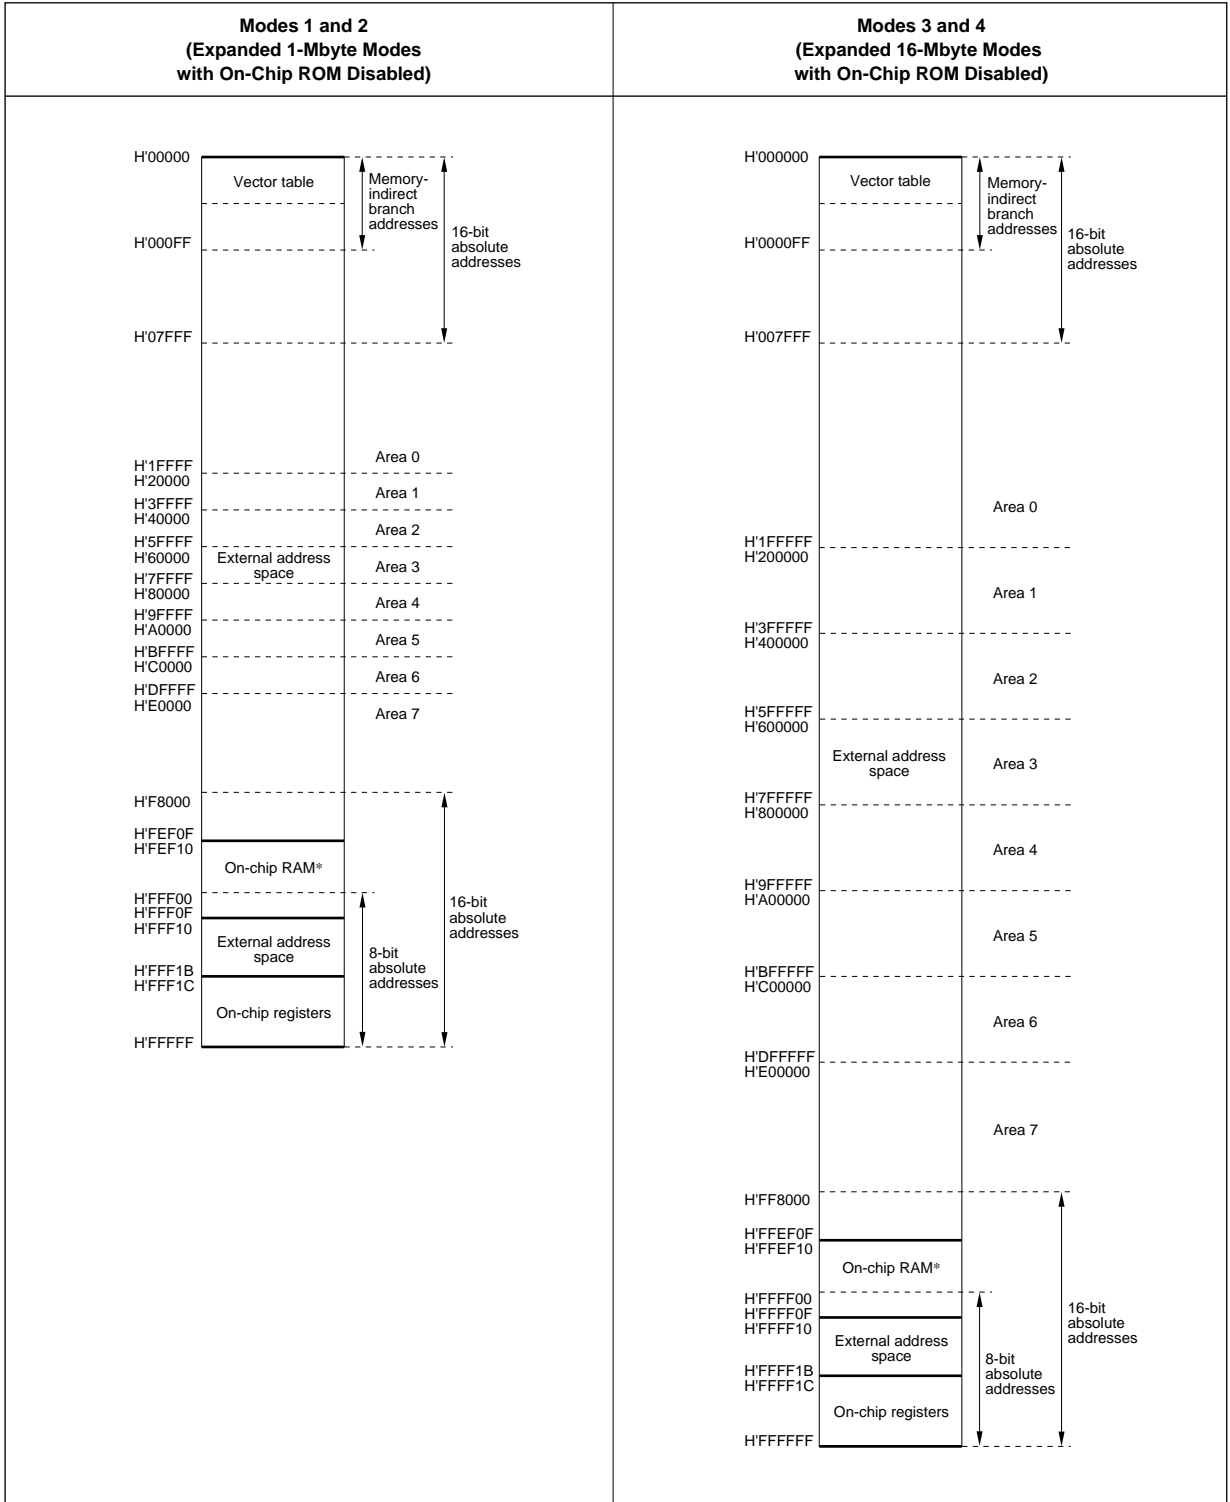 Modes 1 and 2
(Expanded 1-Mbyte Modes
with On-Chip ROM Disabled)
H'00000
Vector table
Memory-
indirect
branch
addresses
16-bit
absolute
addresses
H'000FF
H'07FFF
H'1FFFF
H'20000
H'3FFFF
H'40000
H'5FFFF
H'60000
H'7FFFF
H'80000
H'9FFFF
H'A0000
H'BFFFF
H'C0000
H'DFFFF
H'E0000
External address
space
Area 0
Area 1
Area 2
Area 3
Area 4
Area 5
Area 6
Area 7
H'F8000
H'FEF0F
H'FEF10
On-chip RAM*
H'FFF00
H'FFF0F
H'FFF10
External address
space
H'FFF1B
H'FFF1C
On-chip registers
H'FFFFF
8-bit
absolute
addresses
16-bit
absolute
addresses
Modes 3 and 4
(Expanded 16-Mbyte Modes
with On-Chip ROM Disabled)
H'000000
Vector table
Memory-
indirect
branch
addresses
16-bit
absolute
addresses
H'0000FF
H'007FFF
Area 0
H'1FFFFF
H'200000
Area 1
H'3FFFFF
H'400000
Area 2
H'5FFFFF
H'600000
External address
space
Area 3
H'7FFFFF
H'800000
Area 4
H'9FFFFF
H'A00000
Area 5
H'BFFFFF
H'C00000
Area 6
H'DFFFFF
H'E00000
Area 7
H'FF8000
H'FFEF0F
H'FFEF10
On-chip RAM*
H'FFFF00
H'FFFF0F
H'FFFF10
External address
space
H'FFFF1B
H'FFFF1C
On-chip registers
H'FFFFFF
8-bit
absolute
addresses
16-bit
absolute
addresses